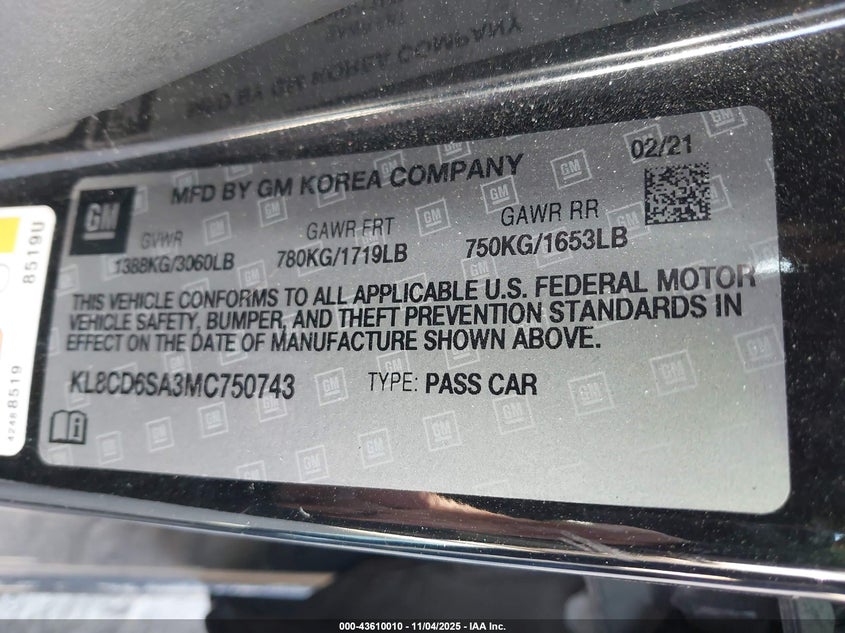 MFD BY GM KOREA COMPANY
02/21
GM
GVWR
GAWR FRT
GAWR RR
1388KG/3060LB
780KG/1719LB
750KG/1653LB
THIS VEHICLE CONFORMS TO ALL APPLICABLE U.S. FEDERAL MOTOR
VEHICLE SAFETY, BUMPER, AND THEFT PREVENTION STANDARDS IN
EFFECT ON THE DATE OF MANUFACTURE SHOWN ABOVE.
KL8CD6SA3MC750743
TYPE: PASS CAR
8519U
42488519
000-43610010 - 11/04/2025 - IAA Inc.